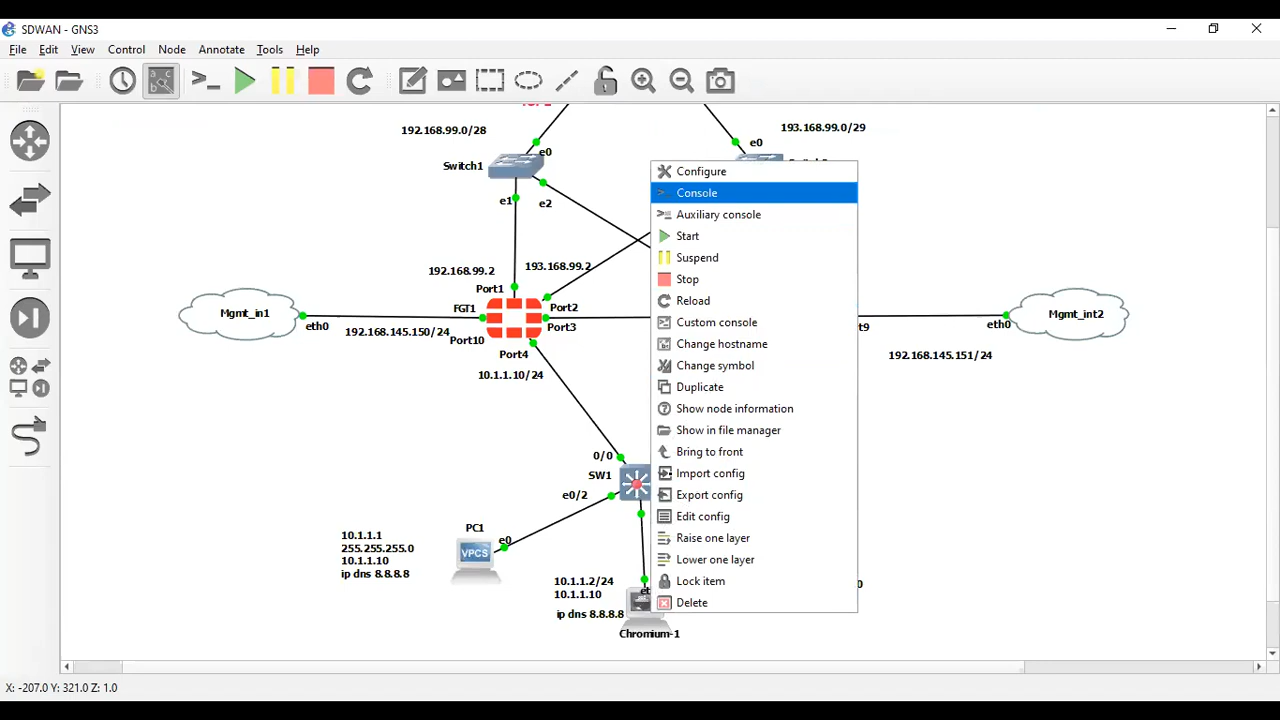 SDWAN - GNS3
File Edit View Control Node Annotate Tools Help
192.168.99.0/28
193.168.99.0/29
e0
e0
Switch1
e1
e2
Configure
Console
Auxiliary console
Start
Suspend
Stop
Reload
Custom console
Change hostname
Change symbol
Duplicate
Show node information
Show in file manager
Bring to front
Import config
Export config
Edit config
Raise one layer
Lower one layer
Lock item
Delete
192.168.99.2
193.168.99.2
Port1
FGT1
Port2
Port3
Mgmt_in1
eth0
192.168.145.150/24
Port10
Port4
10.1.1.10/24
t9
eth0
Mgmt_int2
192.168.145.151/24
0/0
SW1
e0/2
PC1
e0
VPCS
10.1.1.1
255.255.255.0
10.1.1.10
ip dns 8.8.8.8
10.1.1.2/24
10.1.1.10
ip dns 8.8.8.8
et
0
Chromium-1
X: -207.0 Y: 321.0 Z: 1.0